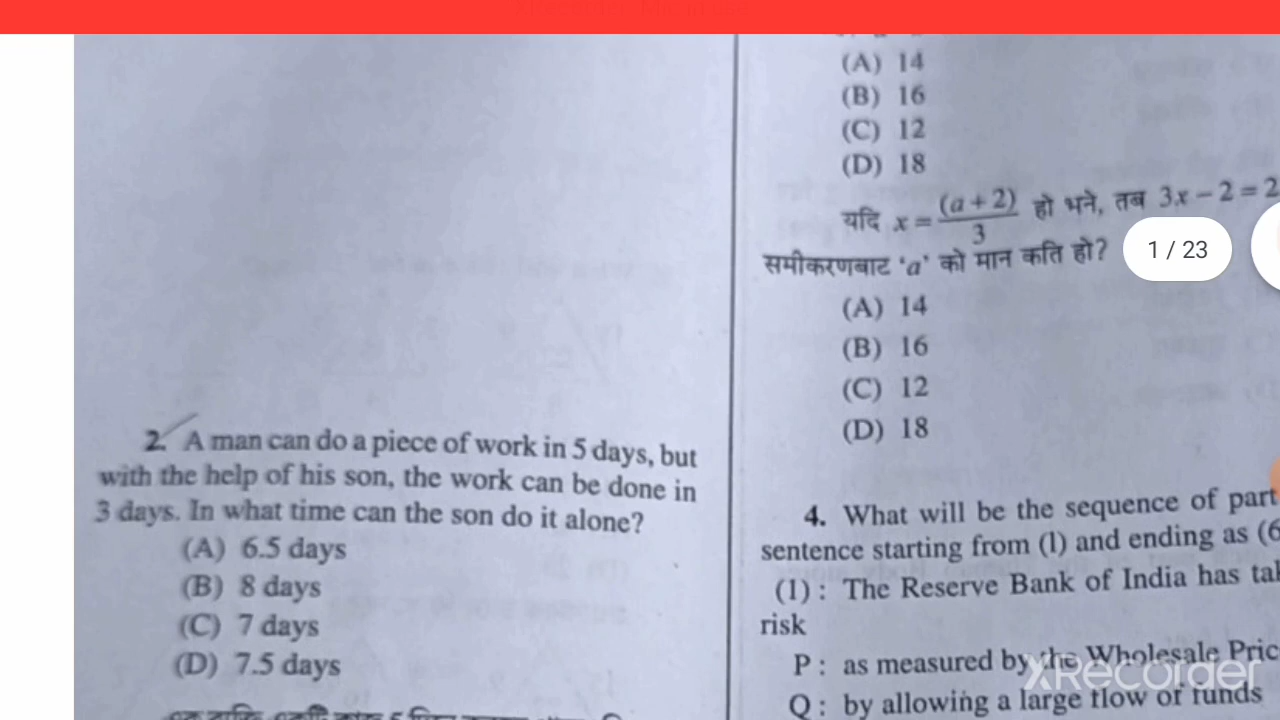 2. A man can do a piece of work in 5 days, but
with the help of his son, the work can be done in
3 days. In what time can the son do it alone?
(A) 6.5 days
(B) 8 days
(C) 7 days
(D) 7.5 days
(A) 14
(B) 16
(C) 12
(D) 18
यदि x = (a + 2)/3 हो भने, तब 3x – 2 = 2
समीकरणबाट ‘a’ को मान कति हो?
(A) 14
(B) 16
(C) 12
(D) 18
4. What will be the sequence of part
sentence starting from (1) and ending as (6
(1) : The Reserve Bank of India has tak
risk
P : as measured by the Wholesale Pric
Q : by allowing a large flow of funds
1 / 23
XRecorder